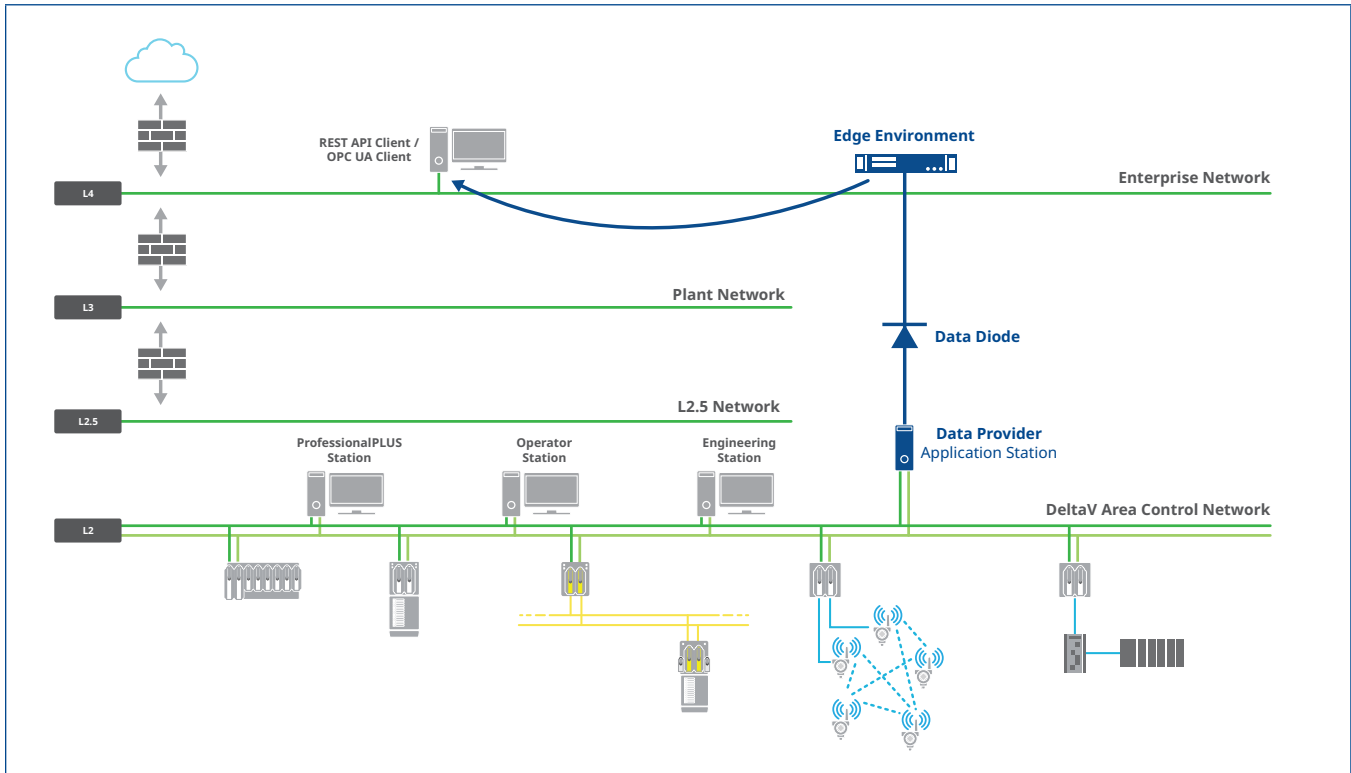 REST API Client /
OPC UA Client
Edge Environment
L4
Enterprise Network
L3
Plant Network
Data Diode
L2.5
L2.5 Network
Data Provider
Application Station
ProfessionalPLUS
Station
Operator
Station
Engineering
Station
L2
DeltaV Area Control Network